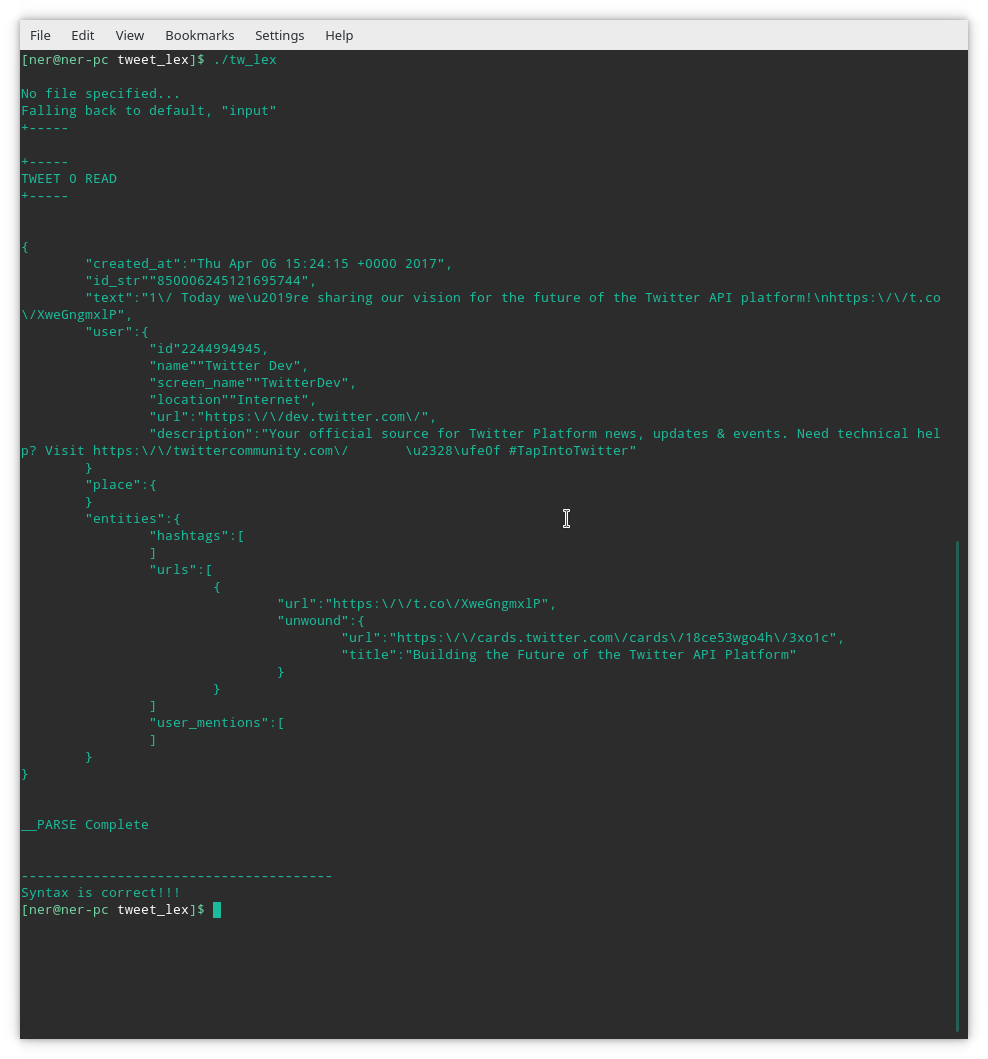 File Edit View Bookmarks Settings Help
[ner@ner-pc tweet_lex]$ ./tw_lex
No file specified...
Falling back to default, "input"
+-----
+-----
TWEET 0 READ
+-----
{
"created_at":"Thu Apr 06 15:24:15 +0000 2017",
"id_str""850006245121695744",
"text":"1\/ Today we\u2019re sharing our vision for the future of the Twitter API platform!\nhttps:\/\/t.co
\/XweGngmxlP",
"user":{
"id"2244994945,
"name""Twitter Dev",
"screen_name""TwitterDev",
"location""Internet",
"url":"https:\/\/dev.twitter.com\/",
"description":"Your official source for Twitter Platform news, updates & events. Need technical hel
p? Visit https:\/\/twittercommunity.com\/       \u2328\ufe0f #TapIntoTwitter"
}
"place":{
}
"entities":{
"hashtags":[
]
"urls":[
{
"url":"https:\/\/t.co\/XweGngmxlP",
"unwound":{
"url":"https:\/\/cards.twitter.com\/cards\/18ce53wgo4h\/3xo1c",
"title":"Building the Future of the Twitter API Platform"
}
}
]
"user_mentions":[
]
}
}
__PARSE Complete
---------------------------------------
Syntax is correct!!!
[ner@ner-pc tweet_lex]$